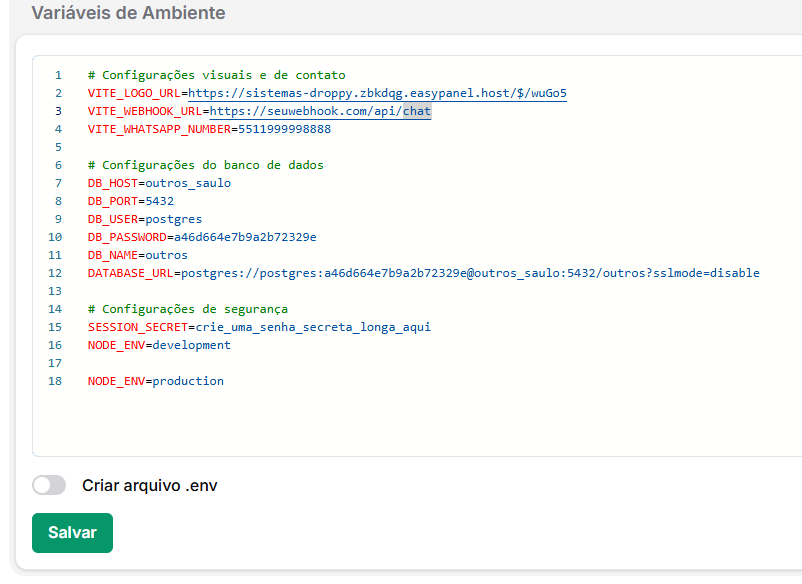 Variáveis de Ambiente
1 # Configurações visuais e de contato
2 VITE_LOGO_URL=https://sistemas-droppy.zbkdqg.easypanel.host/$/wuGo5
3 VITE_WEBHOOK_URL=https://seuwebhook.com/api/chat
4 VITE_WHATSAPP_NUMBER=5511999998888
5
6 # Configurações do banco de dados
7 DB_HOST=outros_saulo
8 DB_PORT=5432
9 DB_USER=postgres
10 DB_PASSWORD=a46d664e7b9a2b72329e
11 DB_NAME=outros
12 DATABASE_URL=postgres://postgres:a46d664e7b9a2b72329e@outros_saulo:5432/outros?sslmode=disable
13
14 # Configurações de segurança
15 SESSION_SECRET=crie_uma_senha_secreta_longa_aqui
16 NODE_ENV=development
17
18 NODE_ENV=production
Criar arquivo .env
Salvar